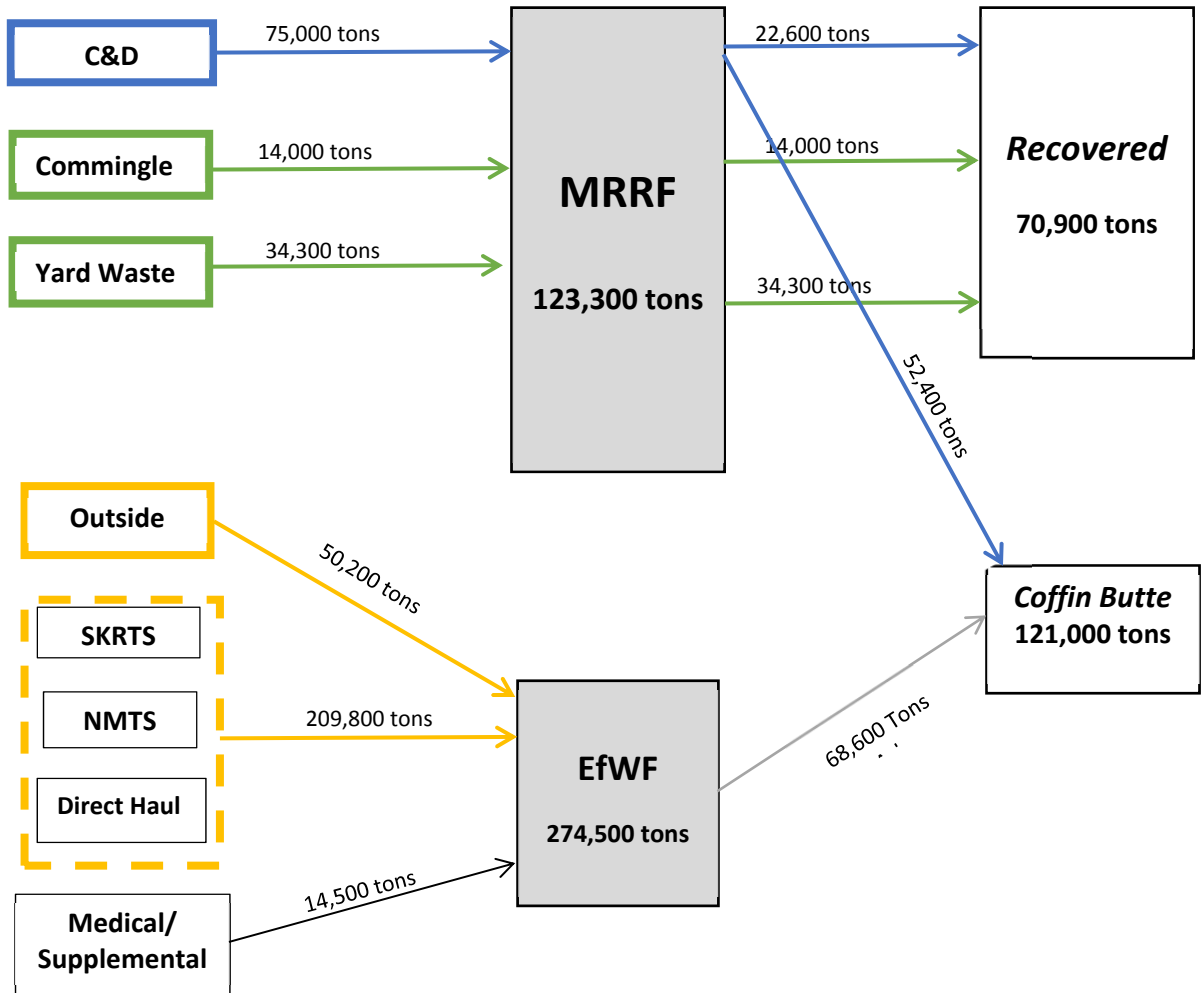 C&D
75,000 tons
22,600 tons
Commingle
14,000 tons
MRRF
123,300 tons
14,000 tons
Recovered
70,900 tons
Yard Waste
34,300 tons
34,300 tons
52,400 tons
Outside
50,200 tons
SKRTS
NMTS
Direct Haul
209,800 tons
EfWF
274,500 tons
68,600 Tons
Coffin Butte
121,000 tons
Medical/
Supplemental
14,500 tons